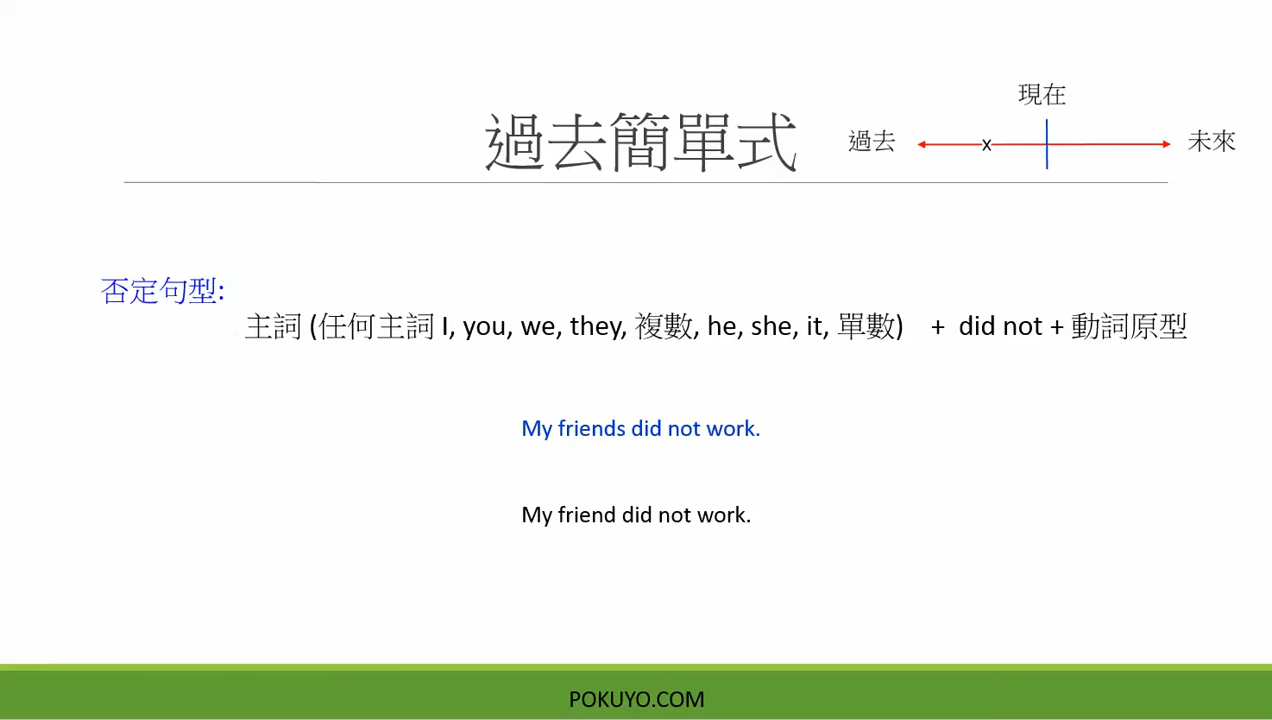 現在
過去簡單式
過去 x 未來
否定句型:
主詞 (任何主詞 I, you, we, they, 複數, he, she, it, 單數) + did not + 動詞原型
My friends did not work.
My friend did not work.
POKUYO.COM